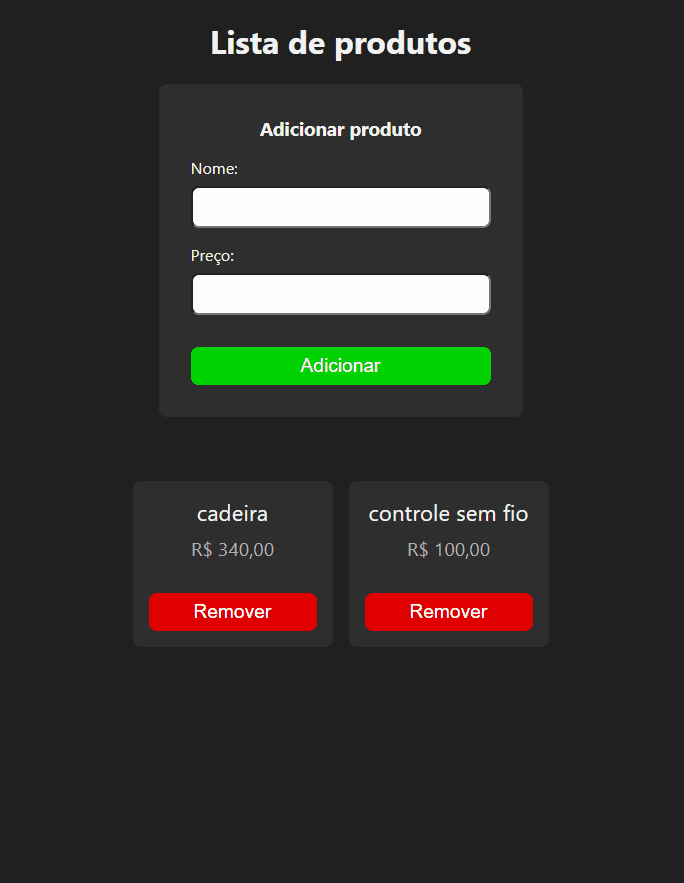 Lista de produtos
Adicionar produto
Nome:
Preço:
Adicionar
cadeira
R$ 340,00
Remover
controle sem fio
R$ 100,00
Remover